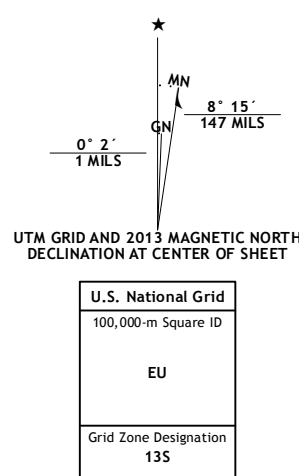 ★
MN
GN
8° 15´
147 MILS
0° 2´
1 MILS
UTM GRID AND 2013 MAGNETIC NORTH
DECLINATION AT CENTER OF SHEET
U.S. National Grid
100,000-m Square ID
EU
Grid Zone Designation
13S